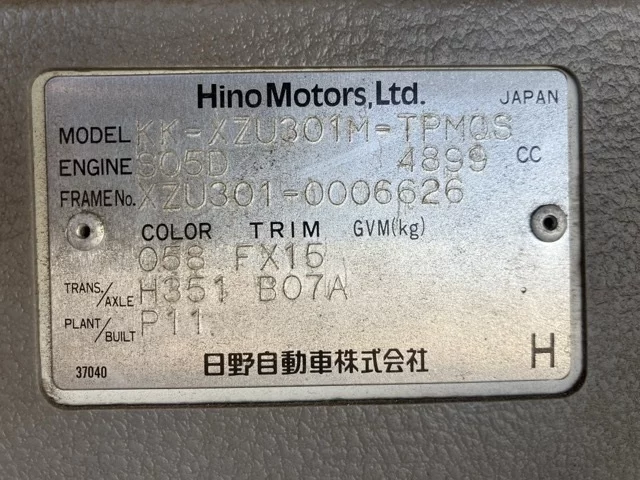 Hino Motors, Ltd. JAPAN
MODEL KK-XZU301M-TPMQS
ENGINE S05D 4899 CC
FRAME No. XZU301-0006626
COLOR TRIM GVM(kg)
058 FX15
TRANS./AXLE H351 B07A
PLANT/BUILT P11
37040 日野自動車株式会社 H